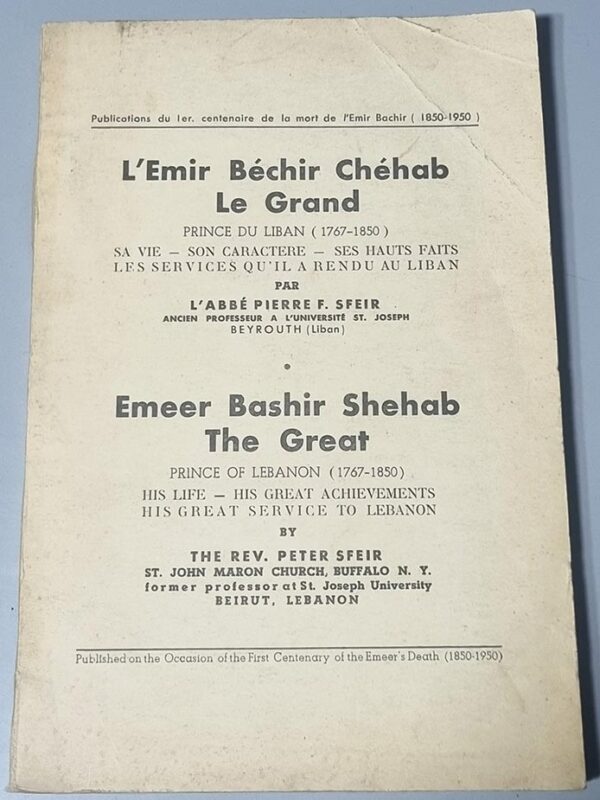 Publications du 1er. centenaire de la mort de l'Emir Bachir ( 1850-1950 )
L'Emir Béchir Chéhab
Le Grand
PRINCE DU LIBAN ( 1767-1850 )
SA VIE — SON CARACTERE — SES HAUTS FAITS
LES SERVICES QU'IL A RENDU AU LIBAN
PAR
L'ABBÉ PIERRE F. SFEIR
ANCIEN PROFESSEUR A L'UNIVERSITÉ ST. JOSEPH
BEYROUTH (Liban)
Emeer Bashir Shehab
The Great
PRINCE OF LEBANON ( 1767-1850)
HIS LIFE — HIS GREAT ACHIEVEMENTS
HIS GREAT SERVICE TO LEBANON
BY
THE REV. PETER SFEIR
ST. JOHN MARON CHURCH, BUFFALO N. Y.
former professor at St. Joseph University
BEIRUT, LEBANON
Published on the Occasion of the First Centenary of the Emeer's Death (1850-1950)